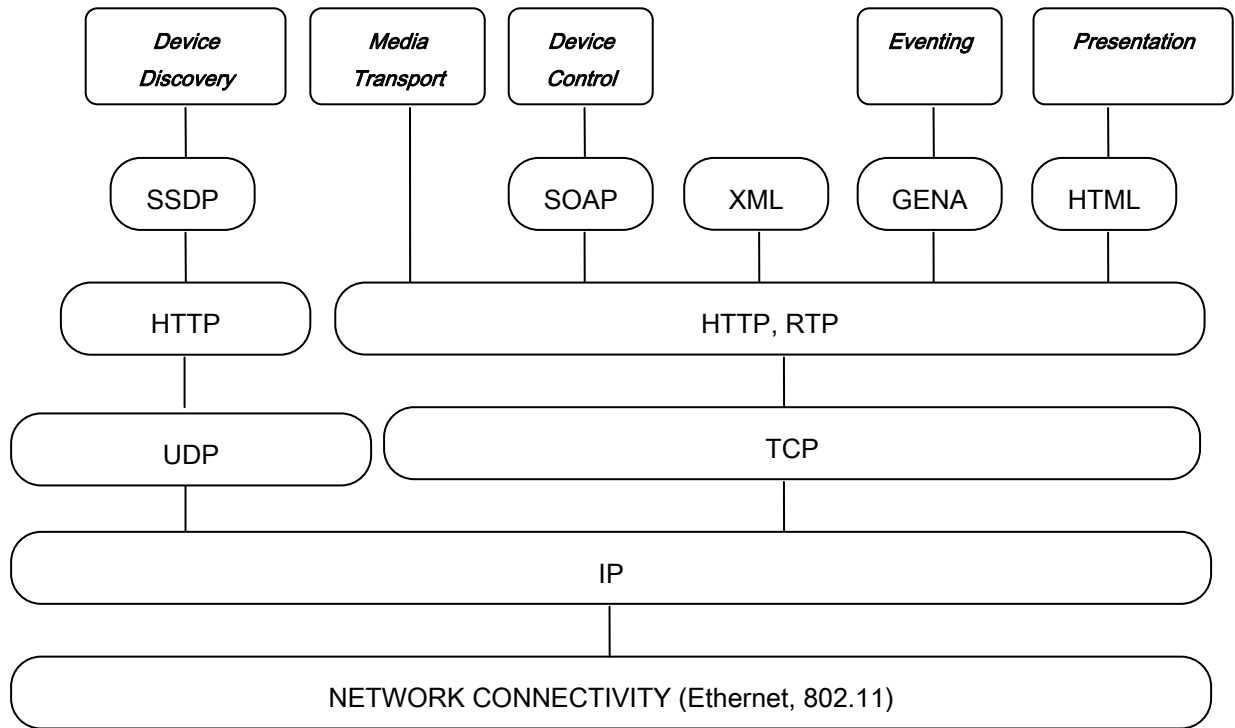 Device
Discovery
Media
Transport
Device
Control
Eventing
Presentation
SSDP
SOAP
XML
GENA
HTML
HTTP
HTTP, RTP
UDP
TCP
IP
NETWORK CONNECTIVITY (Ethernet, 802.11)